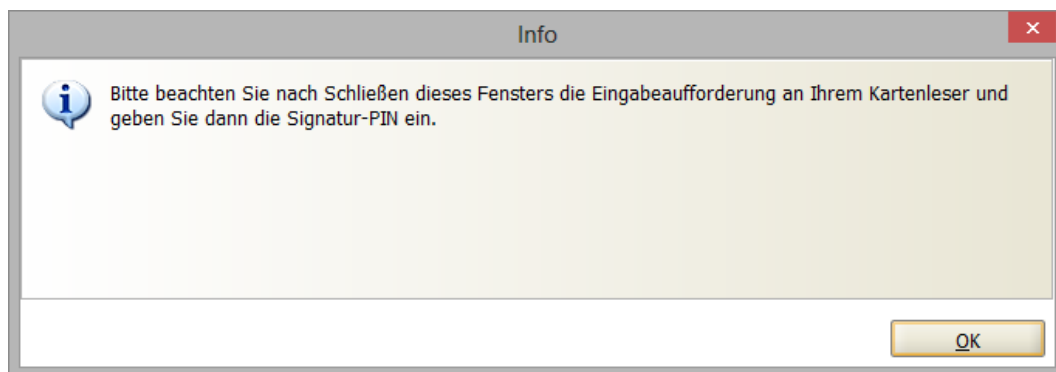 Info
Bitte beachten Sie nach Schließen dieses Fensters die Eingabeaufforderung an Ihrem Kartenleser und
geben Sie dann die Signatur-PIN ein.
OK